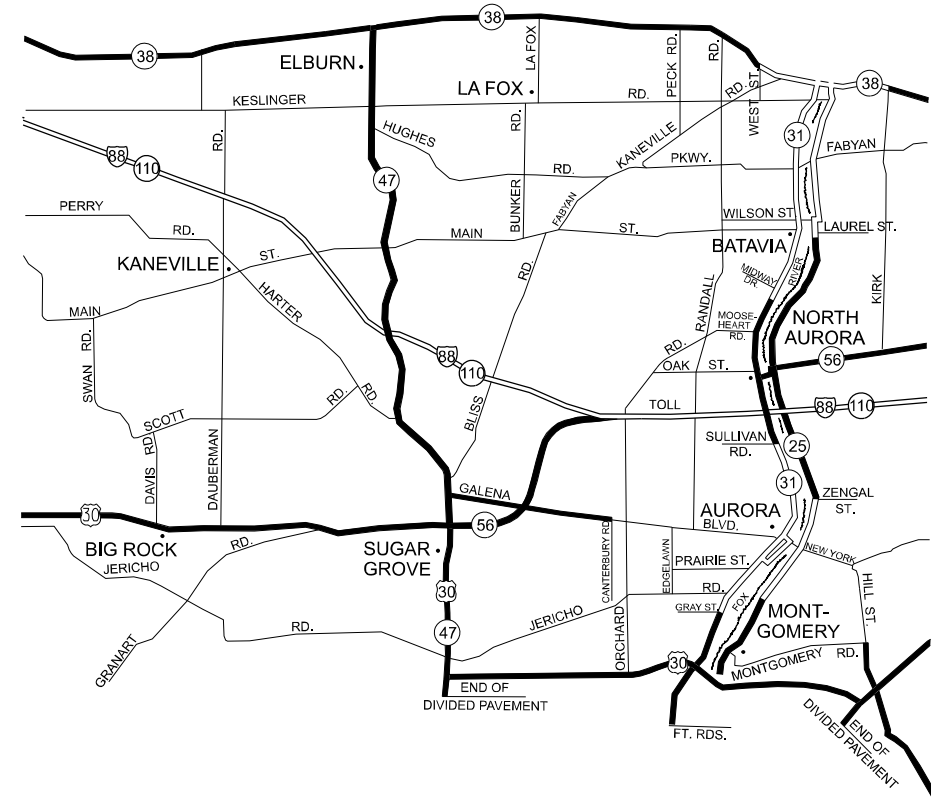 38
38
ELBURN
LA FOX
LA FOX
PECK RD.
RD.
WEST ST.
RD.
38
KESLINGER
RD.
RD.
RD.
31
88
110
HUGHES
RD.
KANEVILLE
PKWY.
FABYAN
47
BUNKER
FABYAN
PERRY
RD.
MAIN
ST.
WILSON ST.
LAUREL ST.
BATAVIA
KANEVILLE
ST.
RD.
MIDWAY
DR.
RIVER
KIRK
MAIN
HARTER
RANDALL
MOOSE-
HEART
RD.
NORTH
AURORA
SWAN RD.
88
110
RD.
OAK ST.
56
RD.
RD.
BLISS
TOLL
88
110
SCOTT
DAVIS RD.
DAUBERMAN
SULLIVAN
RD.
25
31
GALENA
AURORA
BLVD.
ZENGAL
ST.
30
56
BIG ROCK
RD.
SUGAR
GROVE
CANTERBURY RD.
EDGELAWN
PRAIRIE ST.
NEW YORK
JERICHO
30
RD.
GRAY ST.
FOX
HILL ST.
RD.
47
JERICHO
ORCHARD
MONT-
GOMERY
GRANART
30
MONTGOMERY RD.
END OF
DIVIDED PAVEMENT
FT. RDS.
END OF
DIVIDED PAVEMENT